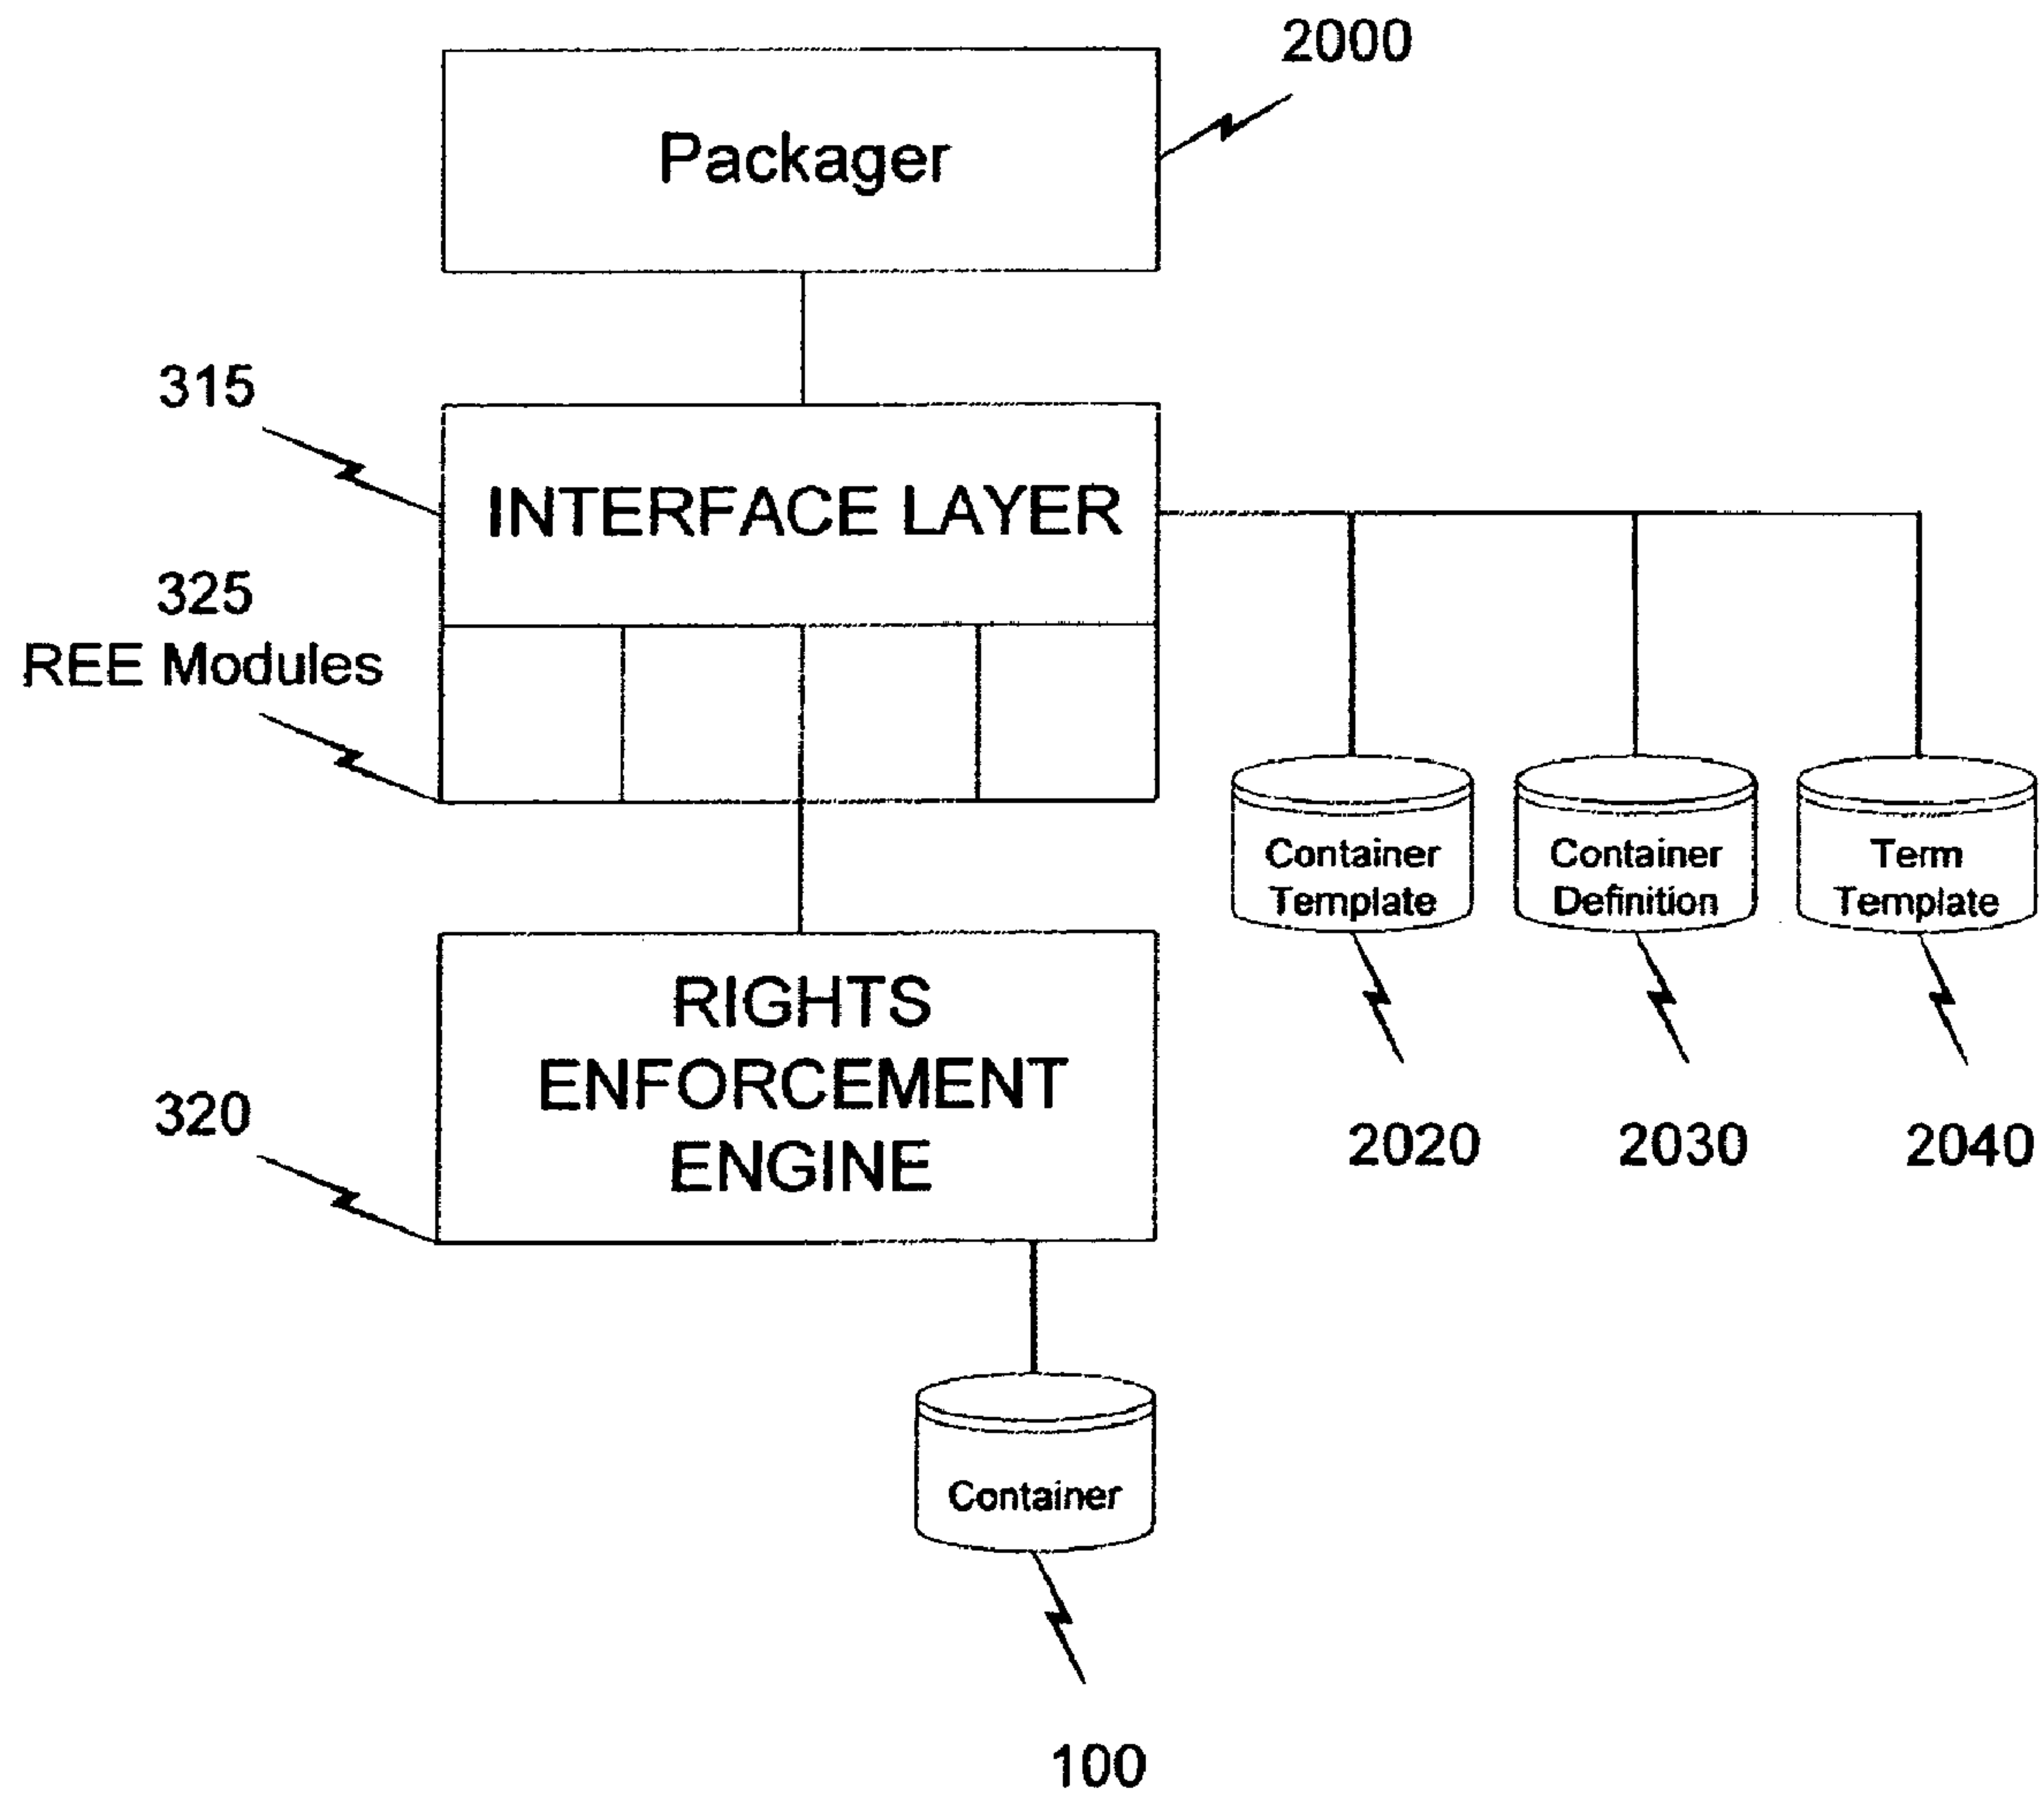 2000
Packager
315
INTERFACE LAYER
325
REE Modules
Container
Template
Container
Definition
Term
Template
RIGHTS
ENFORCEMENT
ENGINE
320
2020
2030
2040
Container
100